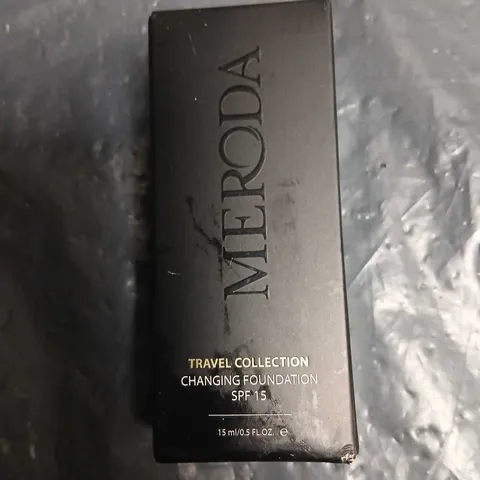 MERODA
TRAVEL COLLECTION
CHANGING FOUNDATION
SPF 15
15 ml/0.5 FL.OZ. ℮